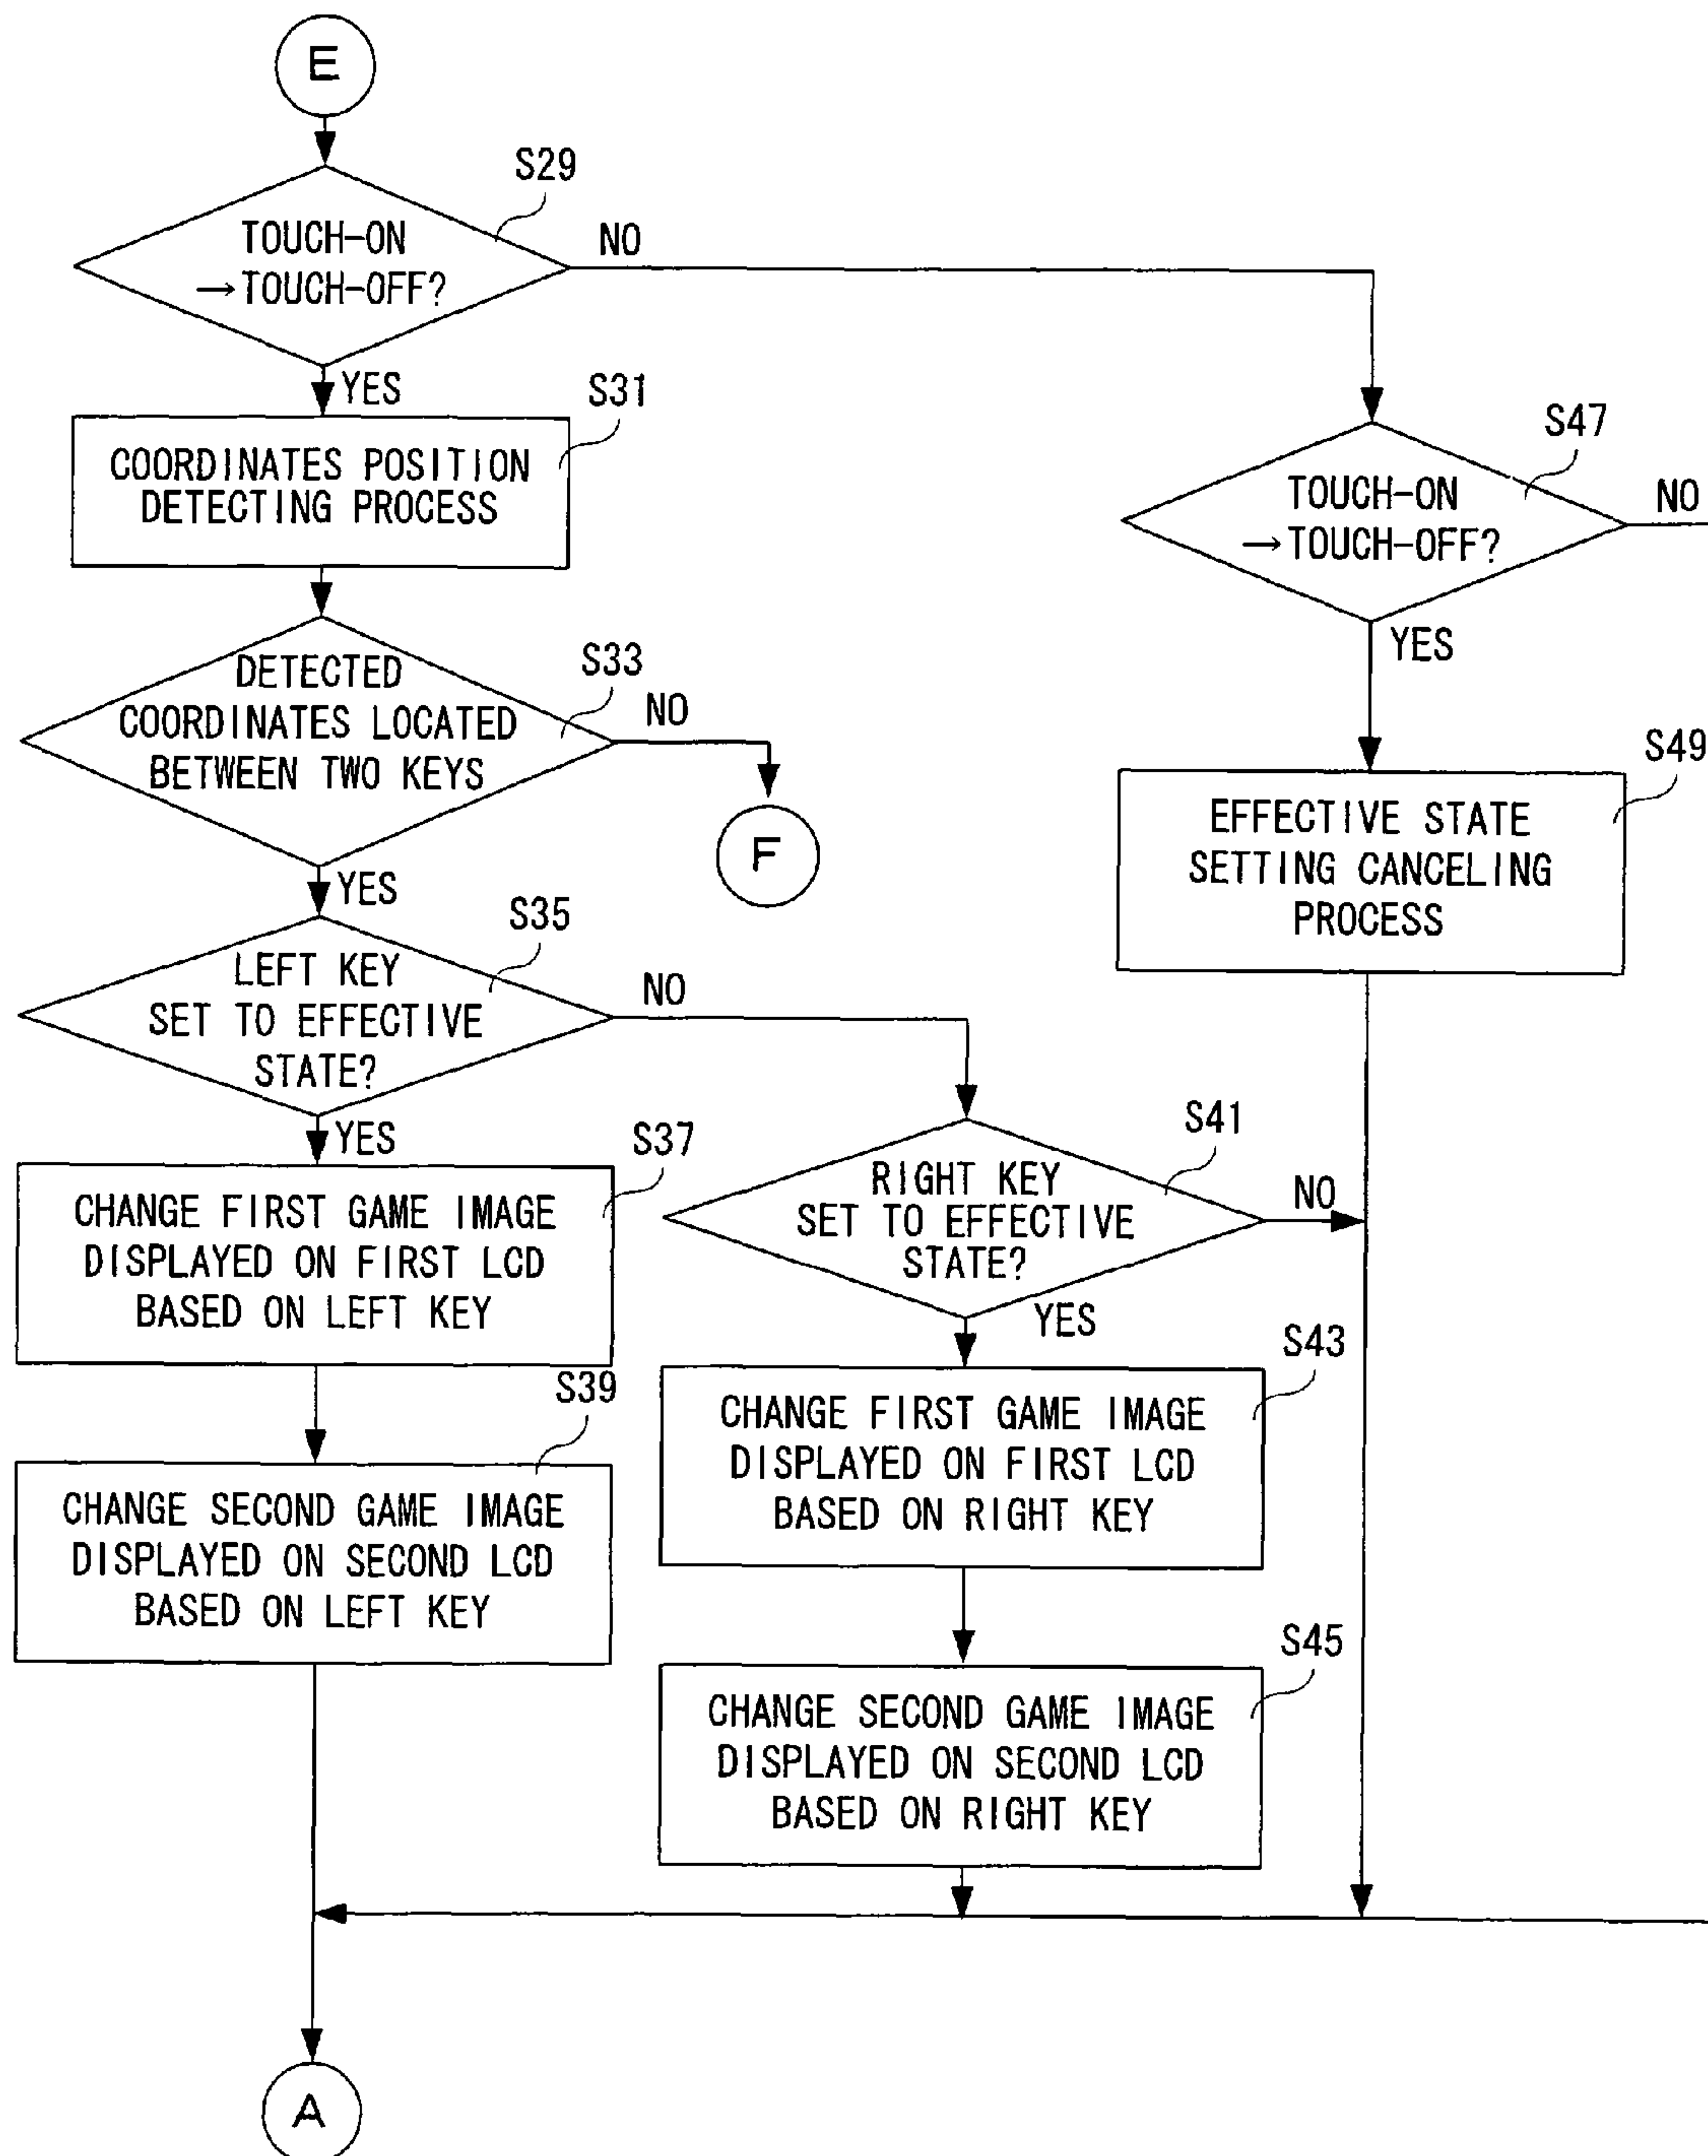 E
S29
TOUCH-ON
→TOUCH-OFF?
NO
YES
S31
COORDINATES POSITION
DETECTING PROCESS
S33
DETECTED
COORDINATES LOCATED
BETWEEN TWO KEYS
NO
F
YES
S35
LEFT KEY
SET TO EFFECTIVE
STATE?
NO
YES
S37
CHANGE FIRST GAME IMAGE
DISPLAYED ON FIRST LCD
BASED ON LEFT KEY
S39
CHANGE SECOND GAME IMAGE
DISPLAYED ON SECOND LCD
BASED ON LEFT KEY
S41
RIGHT KEY
SET TO EFFECTIVE
STATE?
NO
YES
S43
CHANGE FIRST GAME IMAGE
DISPLAYED ON FIRST LCD
BASED ON RIGHT KEY
S45
CHANGE SECOND GAME IMAGE
DISPLAYED ON SECOND LCD
BASED ON RIGHT KEY
S47
TOUCH-ON
→TOUCH-OFF?
NO
YES
S49
EFFECTIVE STATE
SETTING CANCELING
PROCESS
A